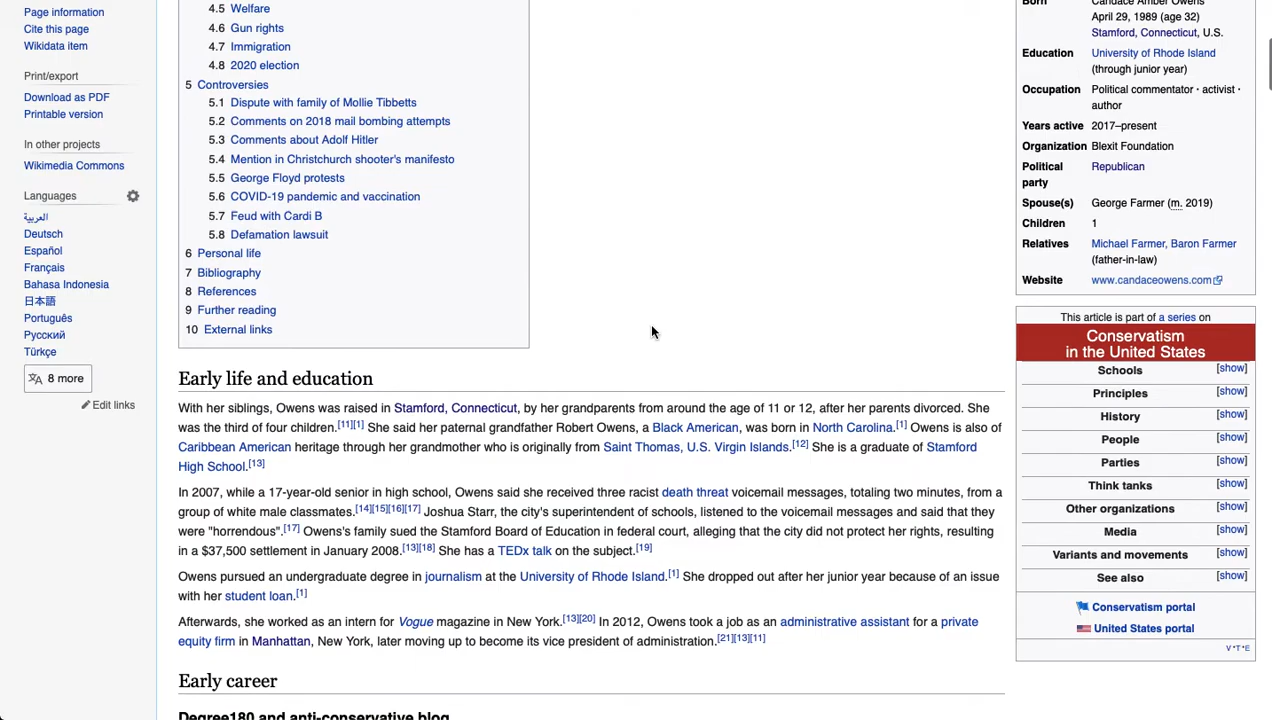 Page information
Cite this page
Wikidata item
Print/export
Download as PDF
Printable version
In other projects
Wikimedia Commons
Languages
العربية
Deutsch
Español
Français
Bahasa Indonesia
日本語
Português
Русский
Türkçe
8 more
Edit links
4.5 Welfare
4.6 Gun rights
4.7 Immigration
4.8 2020 election
5 Controversies
5.1 Dispute with family of Mollie Tibbetts
5.2 Comments on 2018 mail bombing attempts
5.3 Comments about Adolf Hitler
5.4 Mention in Christchurch shooter's manifesto
5.5 George Floyd protests
5.6 COVID-19 pandemic and vaccination
5.7 Feud with Cardi B
5.8 Defamation lawsuit
6 Personal life
7 Bibliography
8 References
9 Further reading
10 External links
Early life and education
With her siblings, Owens was raised in Stamford, Connecticut, by her grandparents from around the age of 11 or 12, after her parents divorced. She
was the third of four children.[11][1] She said her paternal grandfather Robert Owens, a Black American, was born in North Carolina.[1] Owens is also of
Caribbean American heritage through her grandmother who is originally from Saint Thomas, U.S. Virgin Islands.[12] She is a graduate of Stamford
High School.[13]
In 2007, while a 17-year-old senior in high school, Owens said she received three racist death threat voicemail messages, totaling two minutes, from a
group of white male classmates.[14][15][16][17] Joshua Starr, the city's superintendent of schools, listened to the voicemail messages and said that they
were "horrendous".[17] Owens's family sued the Stamford Board of Education in federal court, alleging that the city did not protect her rights, resulting
in a $37,500 settlement in January 2008.[13][18] She has a TEDx talk on the subject.[19]
Owens pursued an undergraduate degree in journalism at the University of Rhode Island.[1] She dropped out after her junior year because of an issue
with her student loan.[1]
Afterwards, she worked as an intern for Vogue magazine in New York.[13][20] In 2012, Owens took a job as an administrative assistant for a private
equity firm in Manhattan, New York, later moving up to become its vice president of administration.[21][13][11]
Early career
Degree180 and anti-conservative blog
Born Candace Amber Owens
April 29, 1989 (age 32)
Stamford, Connecticut, U.S.
Education University of Rhode Island
(through junior year)
Occupation Political commentator · activist ·
author
Years active 2017–present
Organization Blexit Foundation
Political Republican
party
Spouse(s) George Farmer (m. 2019)
Children 1
Relatives Michael Farmer, Baron Farmer
(father-in-law)
Website www.candaceowens.com
This article is part of a series on
Conservatism
in the United States
Schools [show]
Principles [show]
History [show]
People [show]
Parties [show]
Think tanks [show]
Other organizations [show]
Media [show]
Variants and movements [show]
See also [show]
Conservatism portal
United States portal
V·T·E